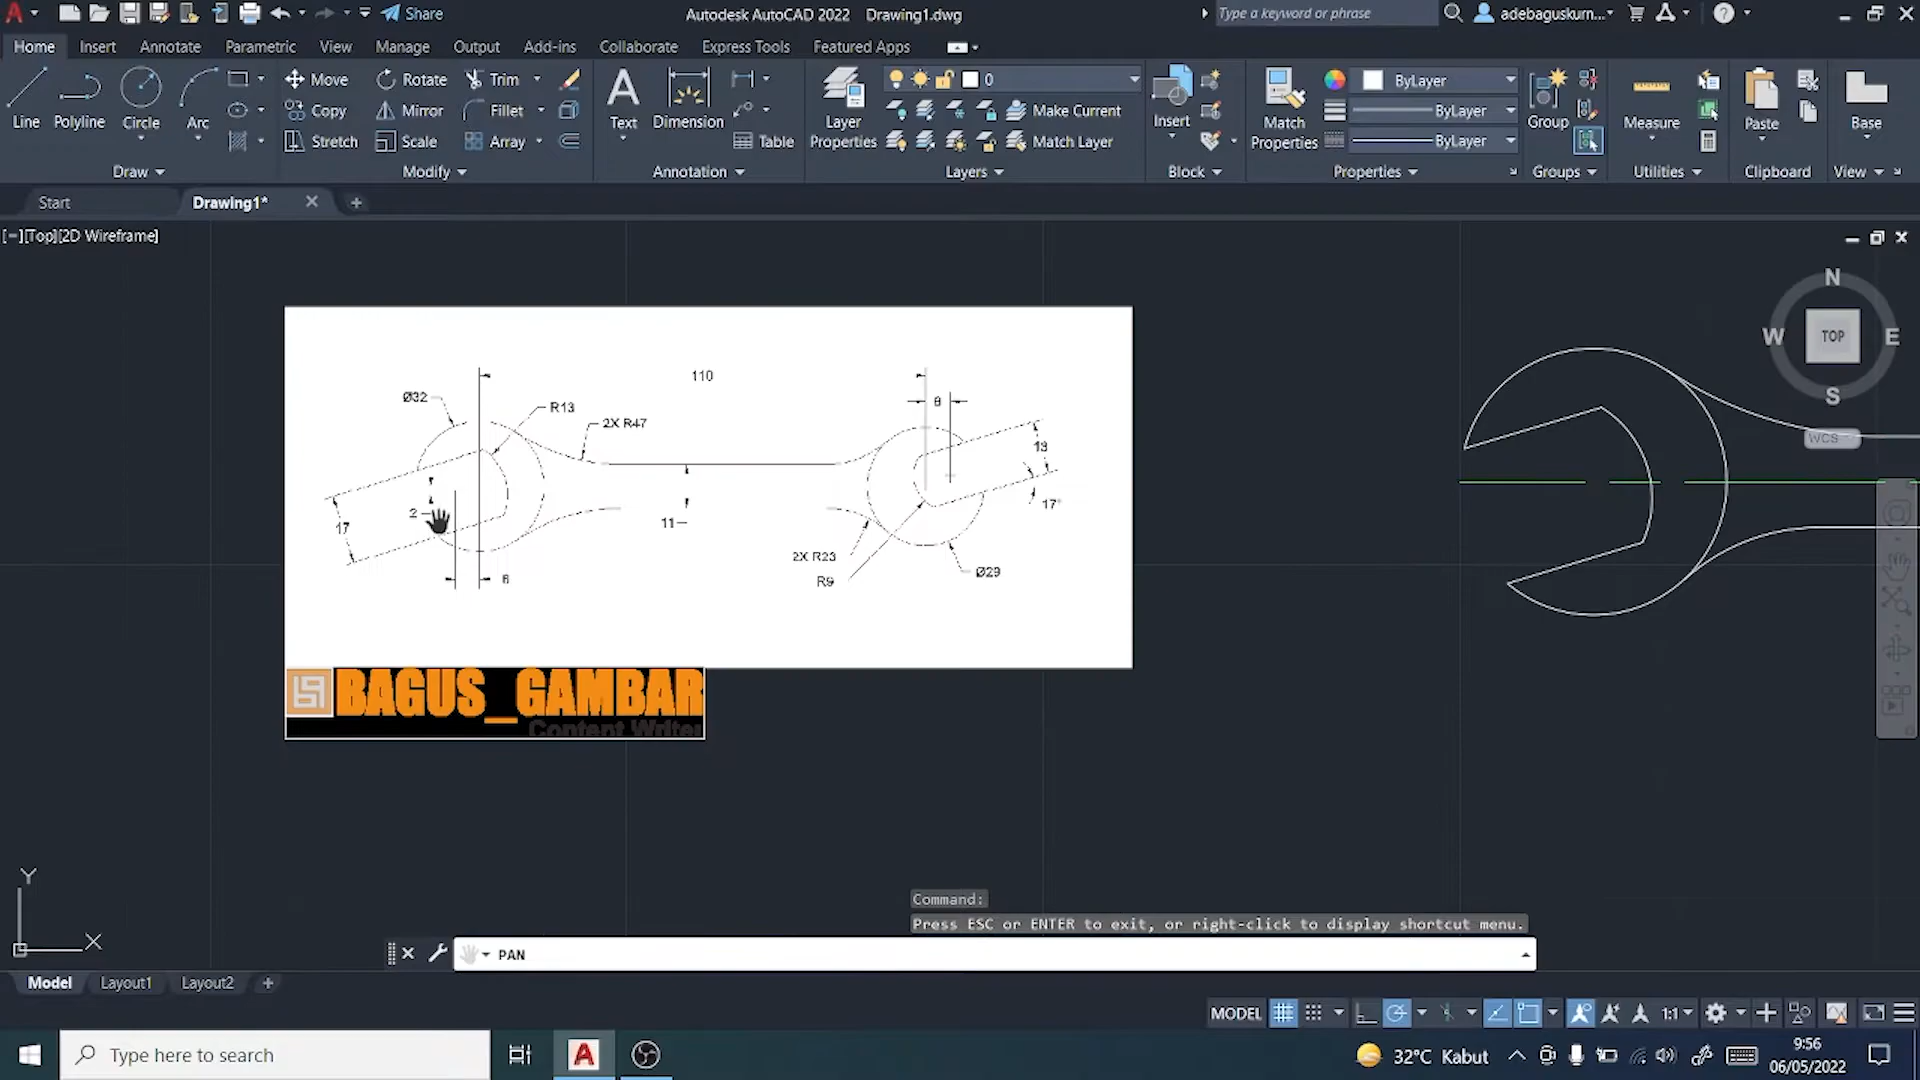 Share
Autodesk AutoCAD 2022 Drawing1.dwg
Type a keyword or phrase
adebaguskurn...
Home Insert Annotate Parametric View Manage Output Add-ins Collaborate Express Tools Featured Apps
Line Polyline Circle Arc
Move Rotate Trim
Copy Mirror Fillet
Stretch Scale Array
Text Dimension Table
Layer Properties
0
Make Current
Match Layer
Insert
Match Properties
ByLayer
ByLayer
ByLayer
Group
Measure
Paste
Base
Draw Modify Annotation Layers Block Properties Groups Utilities Clipboard View
Start Drawing1*
[−][Top][2D Wireframe]
N
W TOP E
S
WCS
110
Ø32
R13
2X R47
8
13
17°
17
2
11
6
2X R23
R9
Ø29
BAGUS_GAMBAR
Content Writer
Y
X
Command:
Press ESC or ENTER to exit, or right-click to display shortcut menu.
PAN
Model Layout1 Layout2
MODEL 1:1
Type here to search
32°C Kabut
9:56
06/05/2022